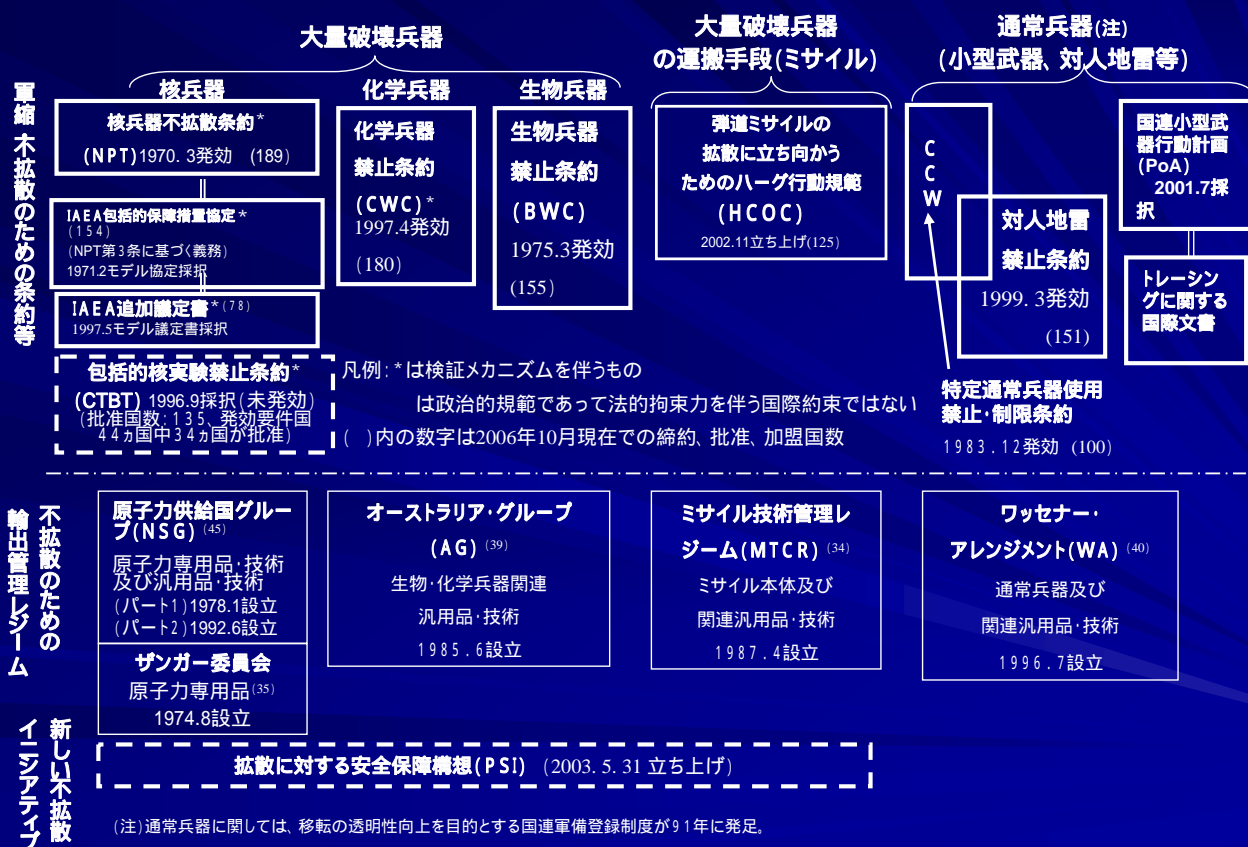 大量破壊兵器
大量破壊兵器
の運搬手段(ミサイル)
通常兵器(注)
(小型武器、対人地雷等)
軍縮 不拡散のための条約等
核兵器
化学兵器
生物兵器
核兵器不拡散条約*
(NPT)1970.3発効 (189)
IAEA包括的保障措置協定*
(154)
(NPT第3条に基づく義務)
1971.2モデル協定採択
IAEA追加議定書*(78)
1997.5モデル議定書採択
包括的核実験禁止条約*
(CTBT) 1996.9採択(未発効)
(批准国数:135、発効要件国
44ヵ国中34ヵ国が批准)
化学兵器
禁止条約
(CWC)*
1997.4発効
(180)
生物兵器
禁止条約
(BWC)
1975.3発効
(155)
弾道ミサイルの
拡散に立ち向かう
ためのハーグ行動規範
(HCOC)
2002.11立ち上げ(125)
CCW
対人地雷
禁止条約
1999.3発効
(151)
国連小型武
器行動計画
(PoA)
2001.7採
択
トレーシン
グに関する
国際文書
特定通常兵器使用
禁止・制限条約
1983.12発効 (100)
凡例:*は検証メカニズムを伴うもの
は政治的規範であって法的拘束力を伴う国際約束ではない
( )内の数字は2006年10月現在での締約、批准、加盟国数
不拡散のための
輸出管理レジーム
原子力供給国グルー
プ(NSG) (45)
原子力専用品・技術
及び汎用品・技術
(パート1)1978.1設立
(パート2)1992.6設立
ザンガー委員会
原子力専用品(35)
1974.8設立
オーストラリア・グループ
(AG) (39)
生物・化学兵器関連
汎用品・技術
1985.6設立
ミサイル技術管理レ
ジーム(MTCR) (34)
ミサイル本体及び
関連汎用品・技術
1987.4設立
ワッセナー・
アレンジメント(WA) (40)
通常兵器及び
関連汎用品・技術
1996.7設立
新しい不拡散
イニシアティブ
拡散に対する安全保障構想(PSI) (2003.5.31 立ち上げ)
(注)通常兵器に関しては、移転の透明性向上を目的とする国連軍備登録制度が91年に発足。